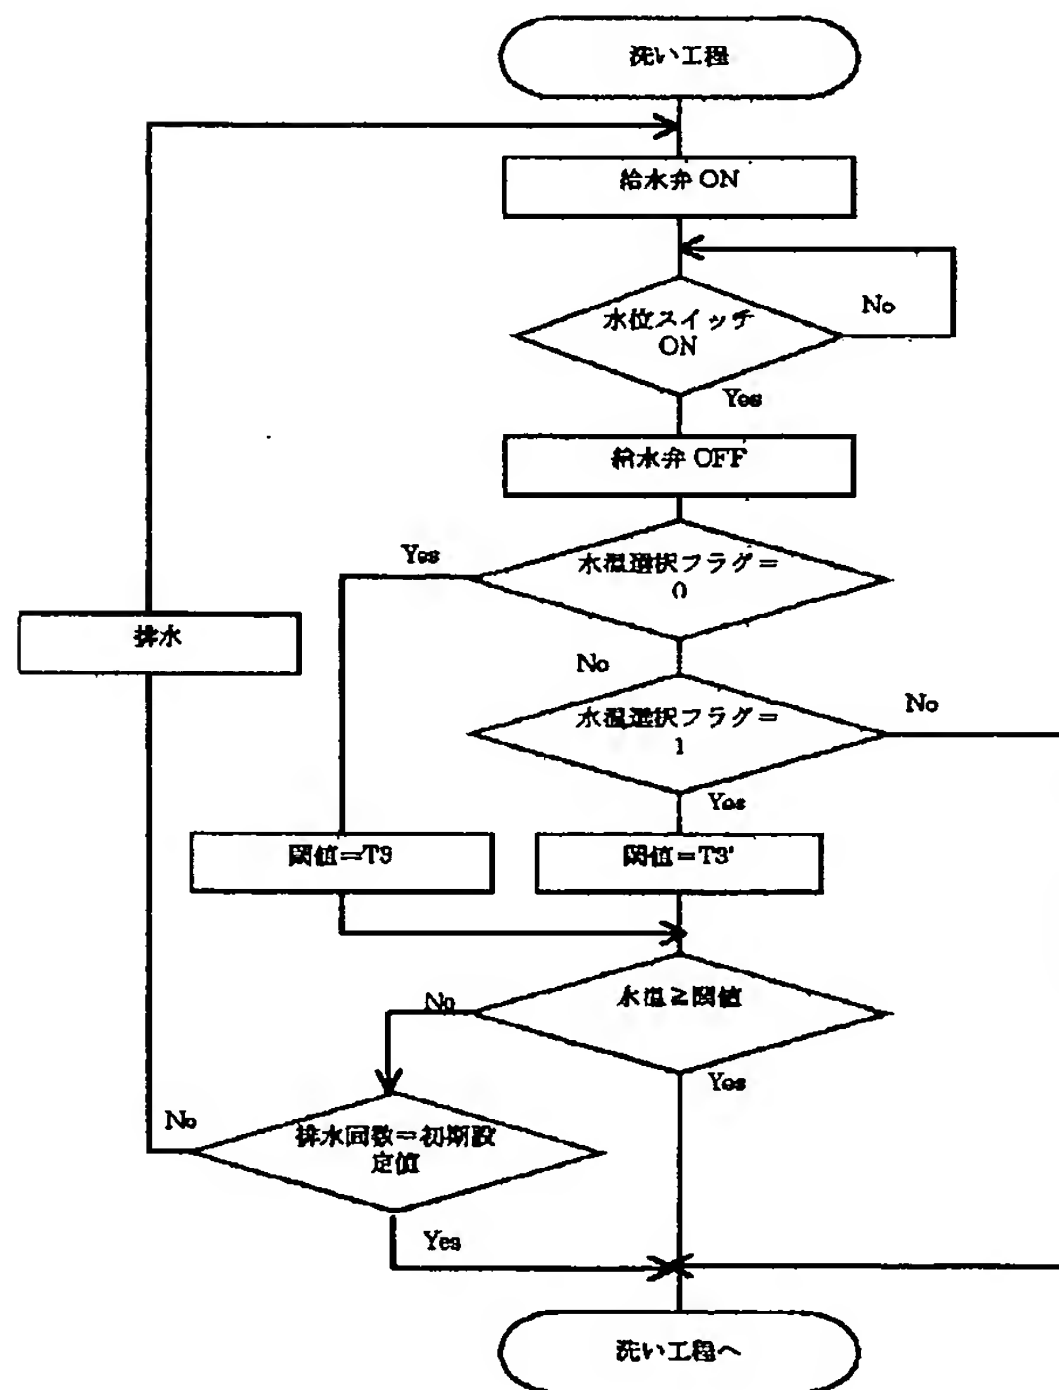 洗い工程
給水弁 ON
No
水位スイッチ
ON
Yes
給水弁 OFF
Yes
水温選択フラグ＝
0
排水
No
水温選択フラグ＝
1
No
Yes
閾値＝T3
閾値＝T3'
水温≧閾値
No
Yes
No
排水回数＝初期設
定値
Yes
洗い工程へ